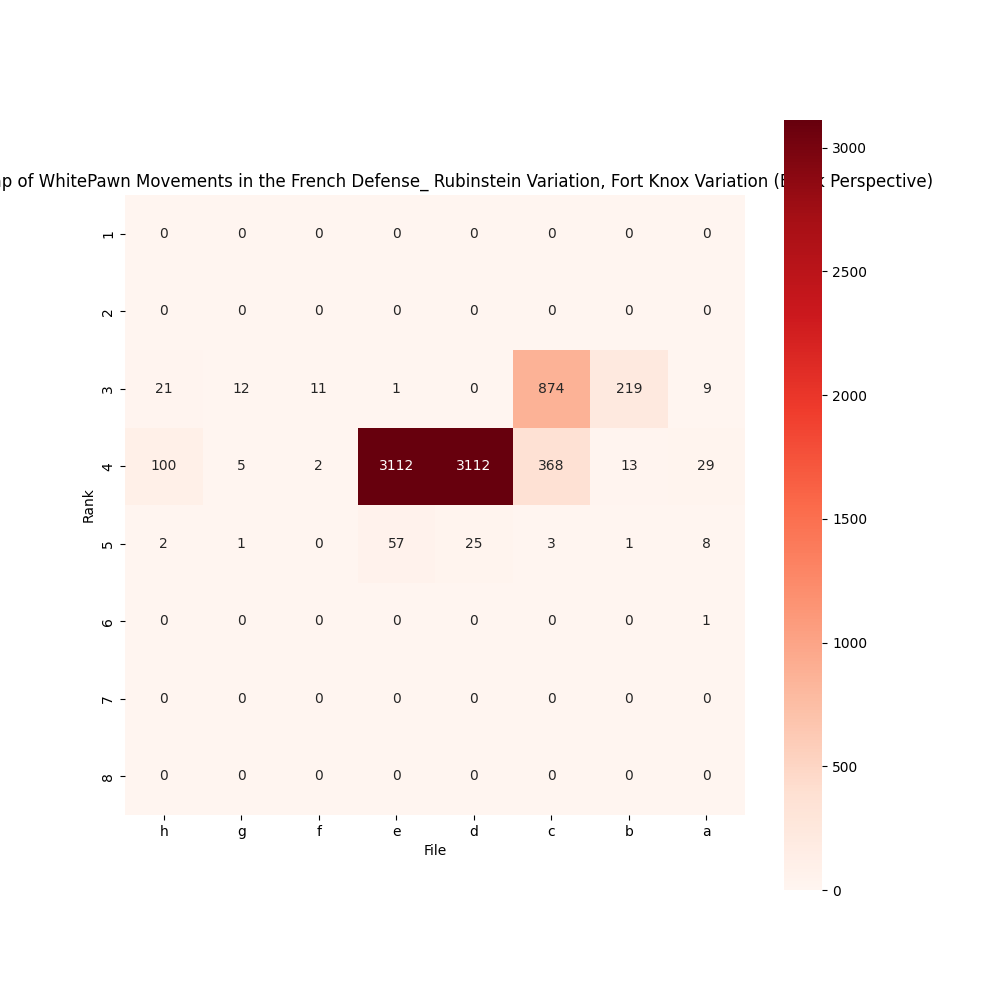 p of WhitePawn Movements in the French Defense_ Rubinstein Variation, Fort Knox Variation ( Perspective)
1 0 0 0 0 0 0 0 0
2 0 0 0 0 0 0 0 0
3 21 12 11 1 0 874 219 9
4 100 5 2 3112 3112 368 13 29
5 2 1 0 57 25 3 1 8
6 0 0 0 0 0 0 0 1
7 0 0 0 0 0 0 0 0
8 0 0 0 0 0 0 0 0
h g f e d c b a
File
Rank
3000
2500
2000
1500
1000
500
0